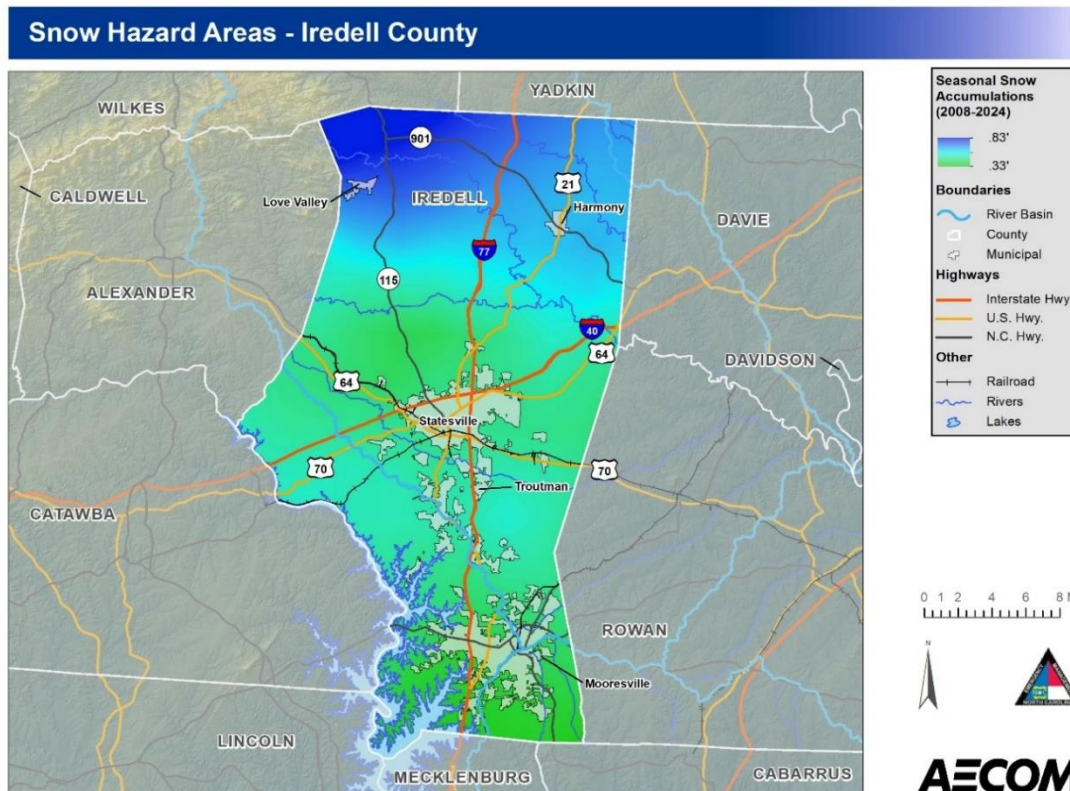 Snow Hazard Areas - Iredell County
WILKES
YADKIN
901
CALDWELL
Love Valley
IREDELL
21
Harmony
DAVIE
77
115
ALEXANDER
40
64
DAVIDSON
64
Statesville
70
70
Troutman
CATAWBA
ROWAN
Mooresville
LINCOLN
MECKLENBURG
CABARRUS
Seasonal Snow
Accumulations
(2008-2024)
.83'
.33'
Boundaries
River Basin
County
Municipal
Highways
Interstate Hwy
U.S. Hwy.
N.C. Hwy.
Other
Railroad
Rivers
Lakes
0 1 2 4 6 8
N
NORTH CAROLINA
AECOM